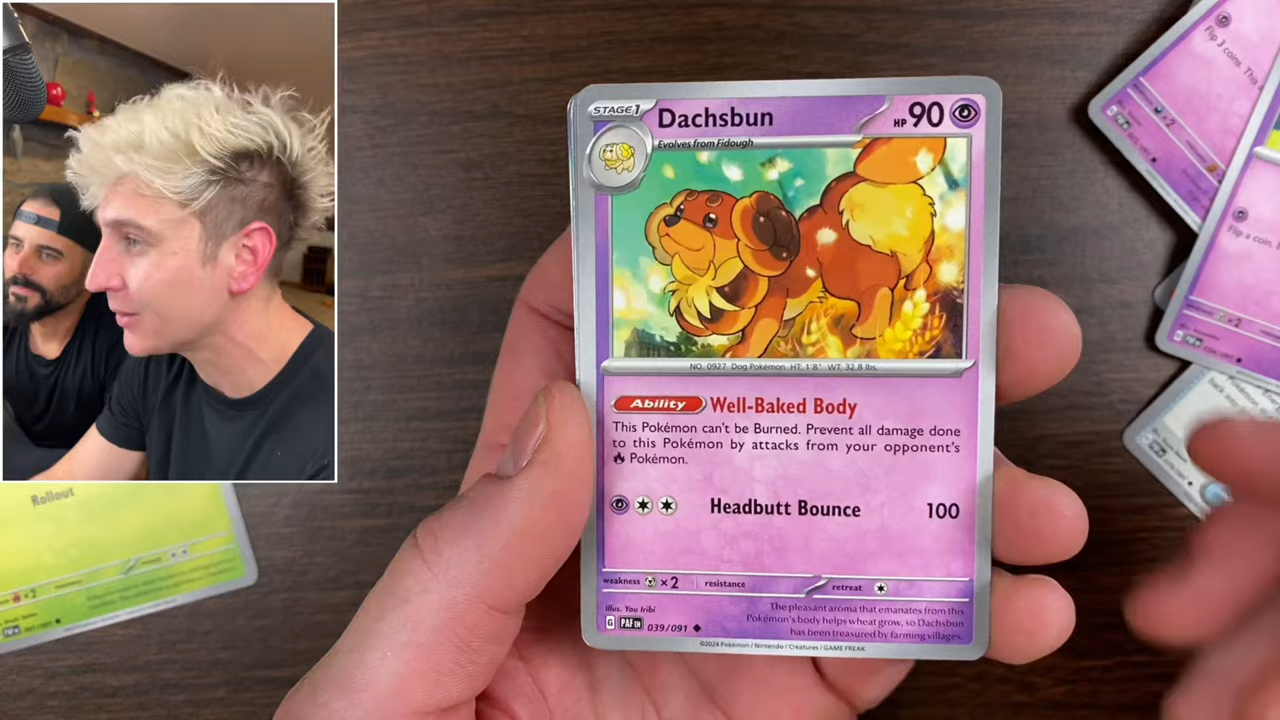 STAGE 1
Dachsbun
HP 90
Evolves from Fidough
NO. 0927 Dog Pokémon HT: 1'8" WT: 32.8 lbs.
Ability Well-Baked Body
This Pokémon can't be Burned. Prevent all damage done
to this Pokémon by attacks from your opponent's
Pokémon.
Headbutt Bounce 100
weakness ×2 resistance retreat
Illus. You Iribi
G PAF EN 039/091
The pleasant aroma that emanates from this
Pokémon's body helps wheat grow, so Dachsbun
has been treasured by farming villages.
©2024 Pokémon / Nintendo / Creatures / GAME FREAK
Flip 3 coins. This
×2
Flip a coin.
×2
Rollout
×2